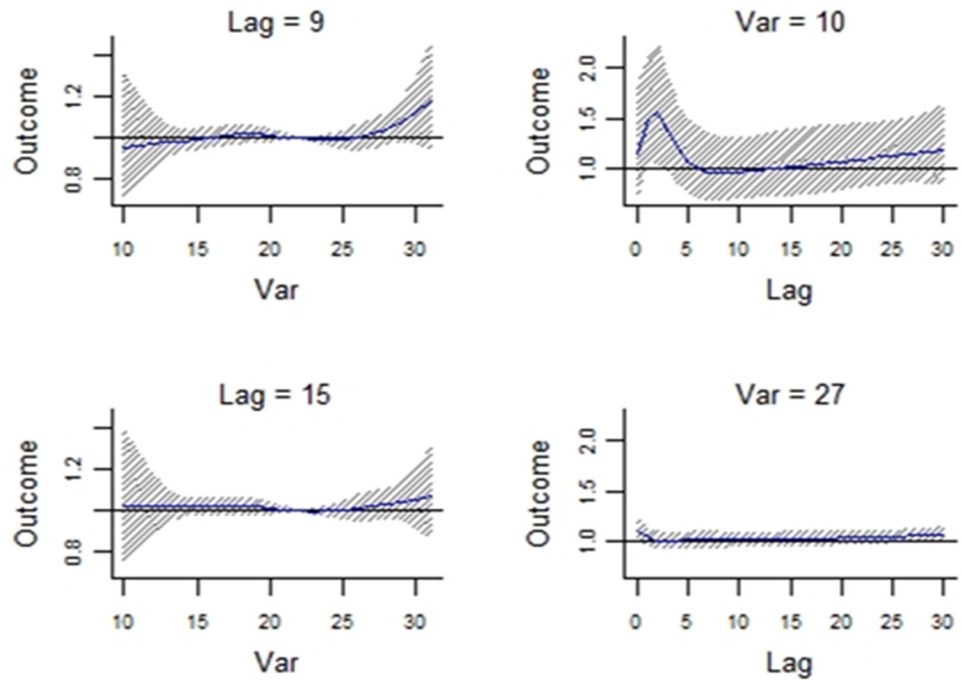 Lag = 9
Outcome
1.2
0.8
10 15 20 25 30
Var
Var = 10
Outcome
2.0
1.5
1.0
0 5 10 15 20 25 30
Lag
Lag = 15
Outcome
1.2
0.8
10 15 20 25 30
Var
Var = 27
Outcome
2.0
1.5
1.0
0 5 10 15 20 25 30
Lag